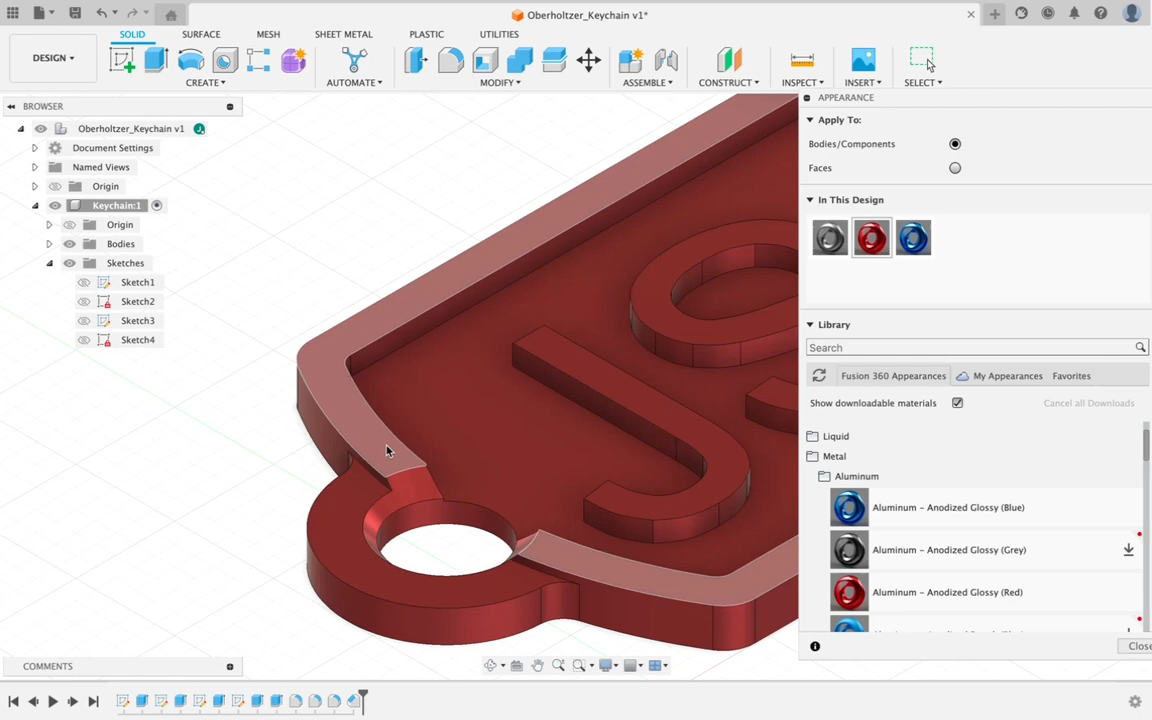 Oberholtzer_Keychain v1*
DESIGN
SOLID
SURFACE
MESH
SHEET METAL
PLASTIC
UTILITIES
CREATE
AUTOMATE
MODIFY
ASSEMBLE
CONSTRUCT
INSPECT
INSERT
SELECT
BROWSER
Oberholtzer_Keychain v1
Document Settings
Named Views
Origin
Keychain:1
Origin
Bodies
Sketches
Sketch1
Sketch2
Sketch3
Sketch4
APPEARANCE
Apply To:
Bodies/Components
Faces
In This Design
Library
Search
Fusion 360 Appearances
My Appearances
Favorites
Show downloadable materials
Cancel all Downloads
Liquid
Metal
Aluminum
Aluminum - Anodized Glossy (Blue)
Aluminum - Anodized Glossy (Grey)
Aluminum - Anodized Glossy (Red)
Close
COMMENTS